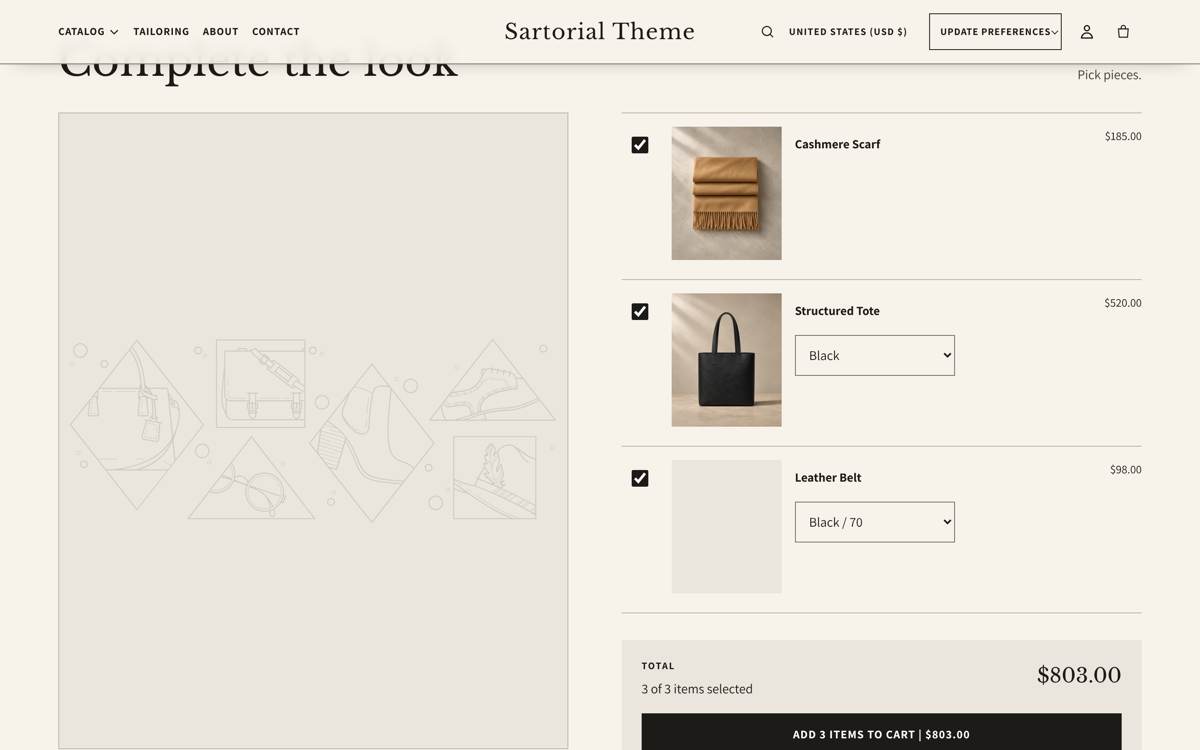 CATALOG
TAILORING
ABOUT
CONTACT
Sartorial Theme
UNITED STATES (USD $)
UPDATE PREFERENCES
Complete the look
Pick pieces.
Cashmere Scarf
$185.00
Structured Tote
$520.00
Black
Leather Belt
$98.00
Black / 70
TOTAL
3 of 3 items selected
$803.00
ADD 3 ITEMS TO CART | $803.00